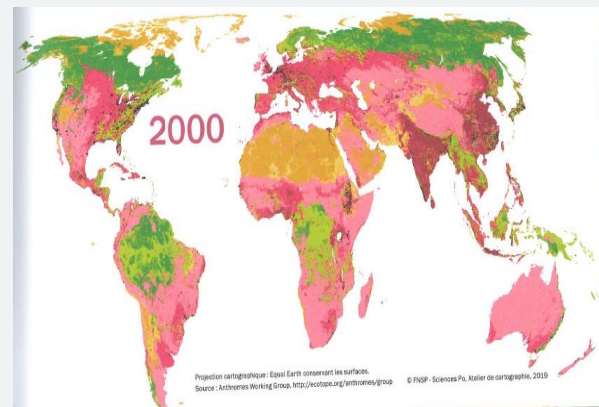 2000
Projection cartographique : Equal Earth conservant les surfaces.
Source : Anthromes Working Group, http://ecotope.org/anthromes/group
© FNSP - Sciences Po, Atelier de cartographie, 2019